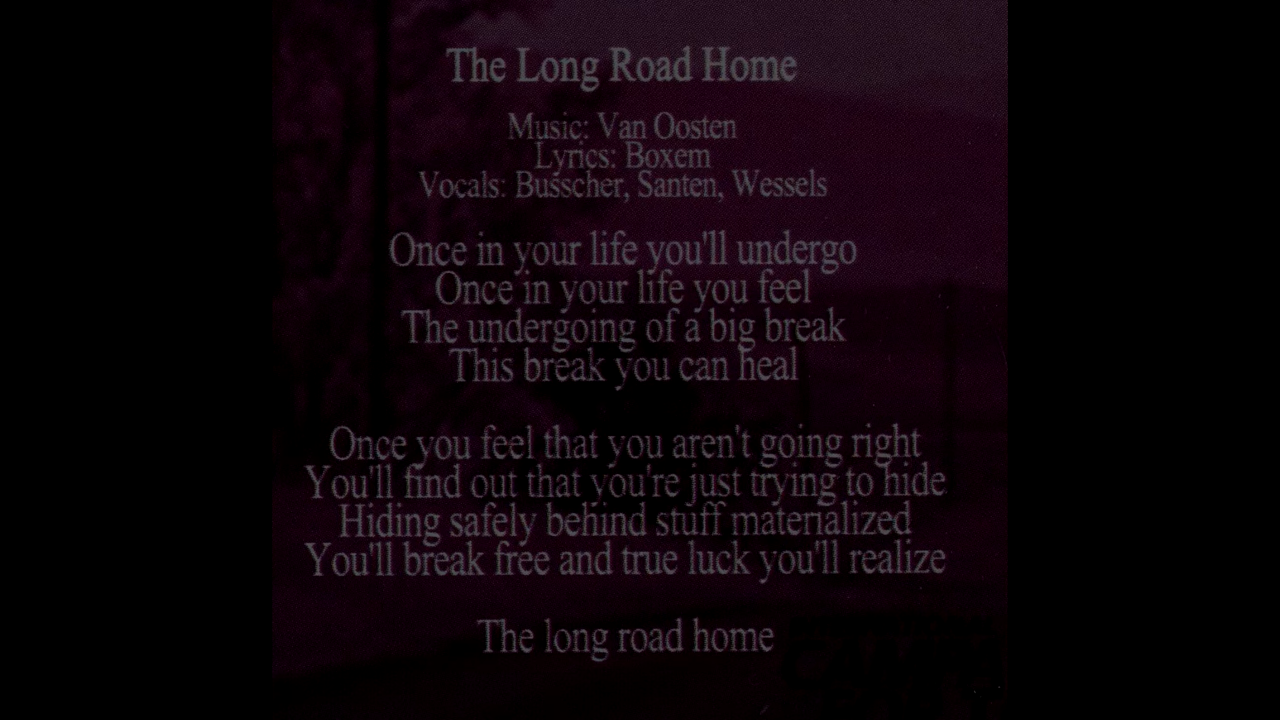 The Long Road Home
Music: Van Oosten
Lyrics: Boxem
Vocals: Busscher, Santen, Wessels
Once in your life you'll undergo
Once in your life you feel
The undergoing of a big break
This break you can heal
Once you feel that you aren't going right
You'll find out that you're just trying to hide
Hiding safely behind stuff materialized
You'll break free and true luck you'll realize
The long road home